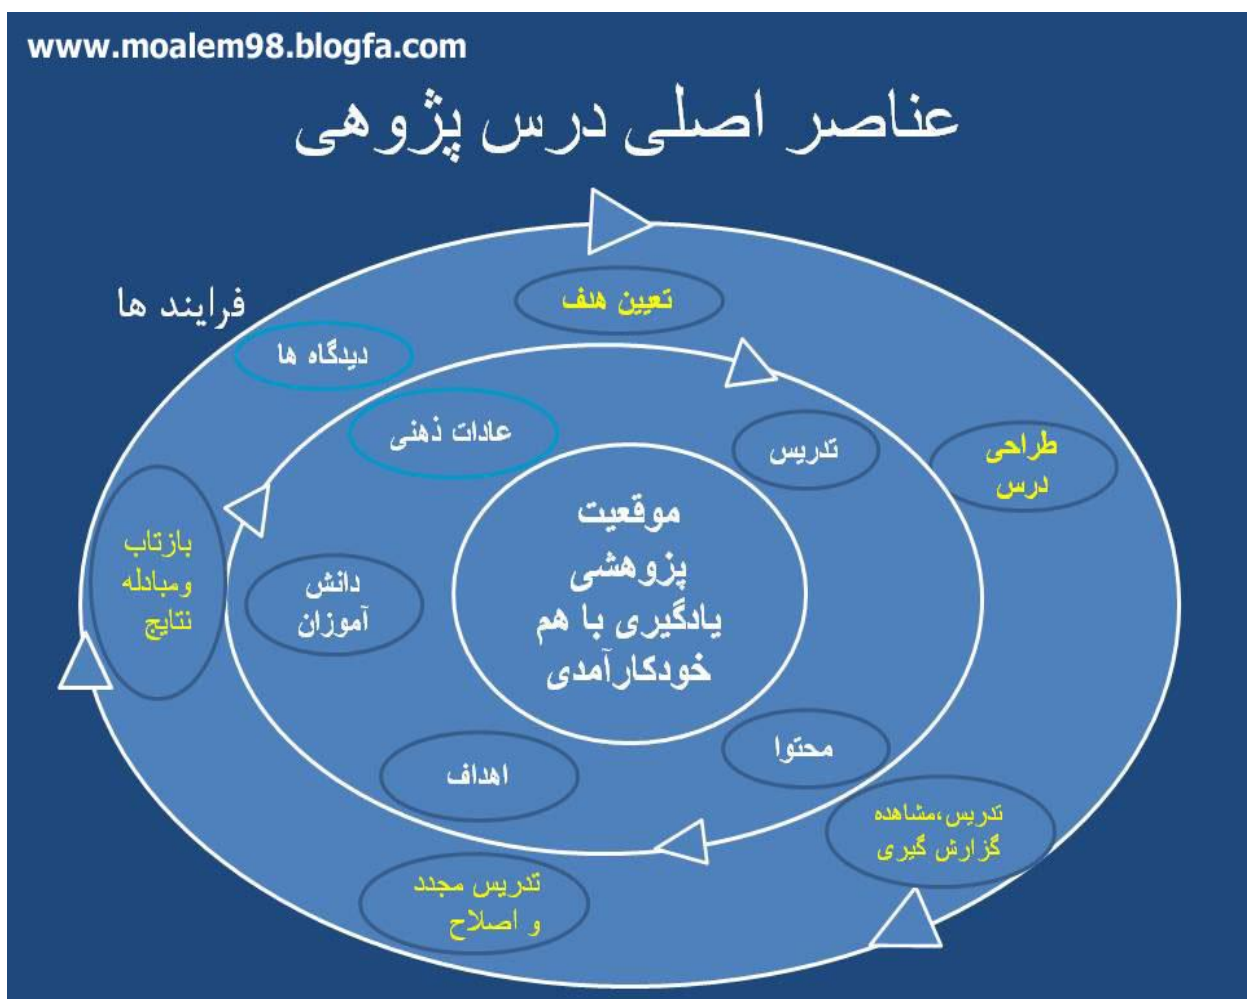 www.moalem98.blogfa.com
عناصر اصلی درس پژوهی
فرایند ها
تعیین هدف
دیدگاه ها
عادات ذهنی
تدریس
طراحی
درس
موقعیت
پزوهشی
یادگیری با هم
خودکارآمدی
بازتاب
ومبادله
نتایج
دانش
آموزان
محتوا
اهداف
تدریس،مشاهده
گزارش گیری
تدریس مجدد
و اصلاح